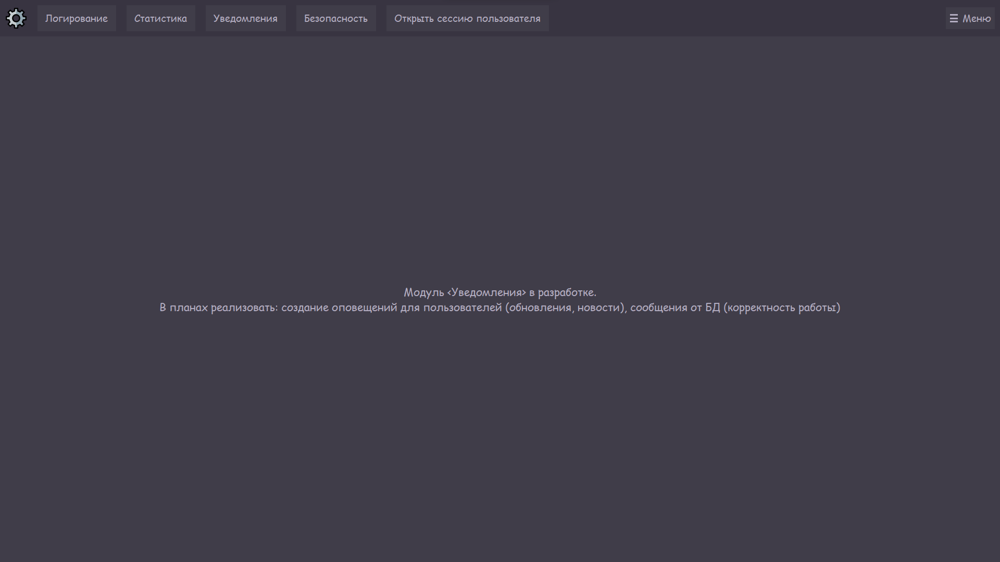 Логирование
Статистика
Уведомления
Безопасность
Открыть сессию пользователя
☰ Меню
Модуль <Уведомления> в разработке.
В планах реализовать: создание оповещений для пользователей (обновления, новости), сообщения от БД (корректность работы)